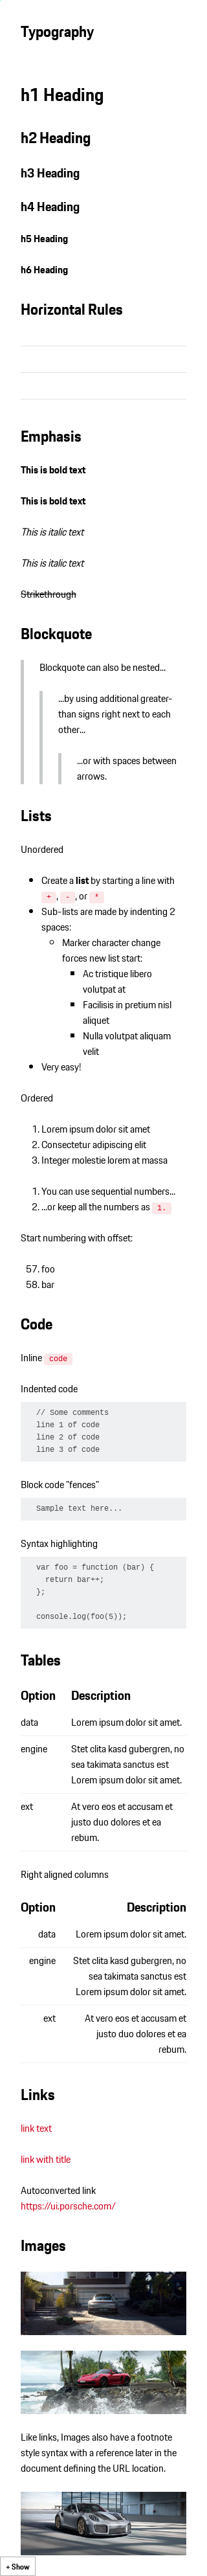 Typography
h1 Heading
h2 Heading
h3 Heading
h4 Heading
h5 Heading
h6 Heading
Horizontal Rules
Emphasis
This is bold text
This is bold text
This is italic text
This is italic text
Strikethrough
Blockquote
Blockquote can also be nested...
...by using additional greater-
than signs right next to each
other...
...or with spaces between
arrows.
Lists
Unordered
Create a list by starting a line with
+, -, or *
Sub-lists are made by indenting 2
spaces:
Marker character change
forces new list start:
Ac tristique libero
volutpat at
Facilisis in pretium nisl
aliquet
Nulla volutpat aliquam
velit
Very easy!
Ordered
1. Lorem ipsum dolor sit amet
2. Consectetur adipiscing elit
3. Integer molestie lorem at massa
1. You can use sequential numbers...
2. ...or keep all the numbers as 1.
Start numbering with offset:
57. foo
58. bar
Code
Inline code
Indented code
// Some comments
line 1 of code
line 2 of code
line 3 of code
Block code "fences"
Sample text here...
Syntax highlighting
var foo = function (bar) {
return bar++;
};
console.log(foo(5));
Tables
Option Description
data Lorem ipsum dolor sit amet.
engine Stet clita kasd gubergren, no
sea takimata sanctus est
Lorem ipsum dolor sit amet.
ext At vero eos et accusam et
justo duo dolores et ea
rebum.
Right aligned columns
Option Description
data Lorem ipsum dolor sit amet.
engine Stet clita kasd gubergren, no
sea takimata sanctus est
Lorem ipsum dolor sit amet.
ext At vero eos et accusam et
justo duo dolores et ea
rebum.
Links
link text
link with title
Autoconverted link
https://ui.porsche.com/
Images
Like links, Images also have a footnote
style syntax with a reference later in the
document defining the URL location.
+ Show